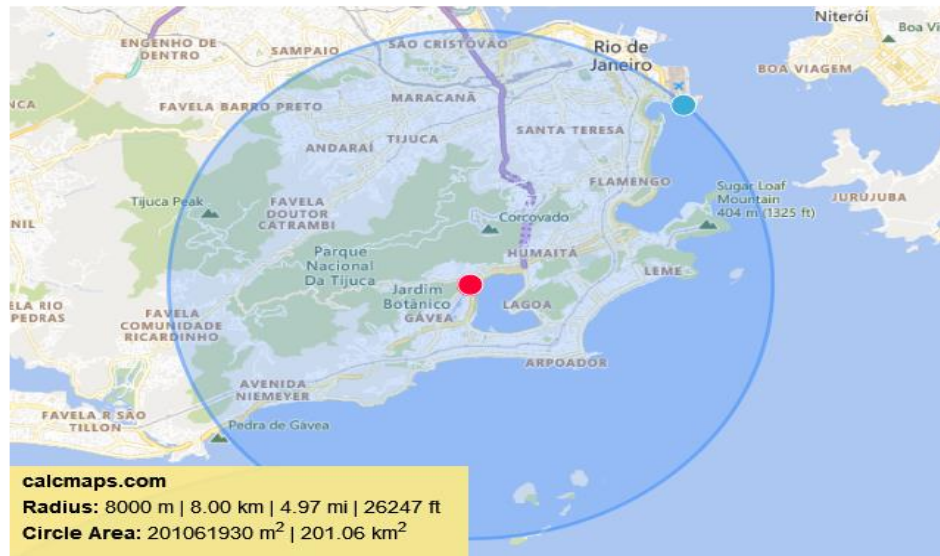 Niterói
Boa Vi
ENGENHO DE
DENTRO
SAMPAIO
SÃO CRISTOVÃO
Rio de
Janeiro
BOA VIAGEM
NCA
FAVELA BARRO PRETO
MARACANÃ
TIJUCA
SANTA TERESA
ANDARAÍ
FLAMENGO
Sugar Loaf
Mountain
404 m (1325 ft)
JURUJUBA
Tijuca Peak
FAVELA
DOUTOR
CATRAMBI
Corcovado
NIL
Parque
Nacional
Da Tijuca
HUMAITÁ
LEME
Jardim
Botânico
GÁVEA
LAGOA
ELA RIO
PEDRAS
FAVELA
COMUNIDADE
RICARDINHO
ARPOADOR
AVENIDA
NIEMEYER
FAVELA R SÃO
TILLON
Pedra de Gávea
calcmaps.com
Radius: 8000 m | 8.00 km | 4.97 mi | 26247 ft
Circle Area: 201061930 m² | 201.06 km²